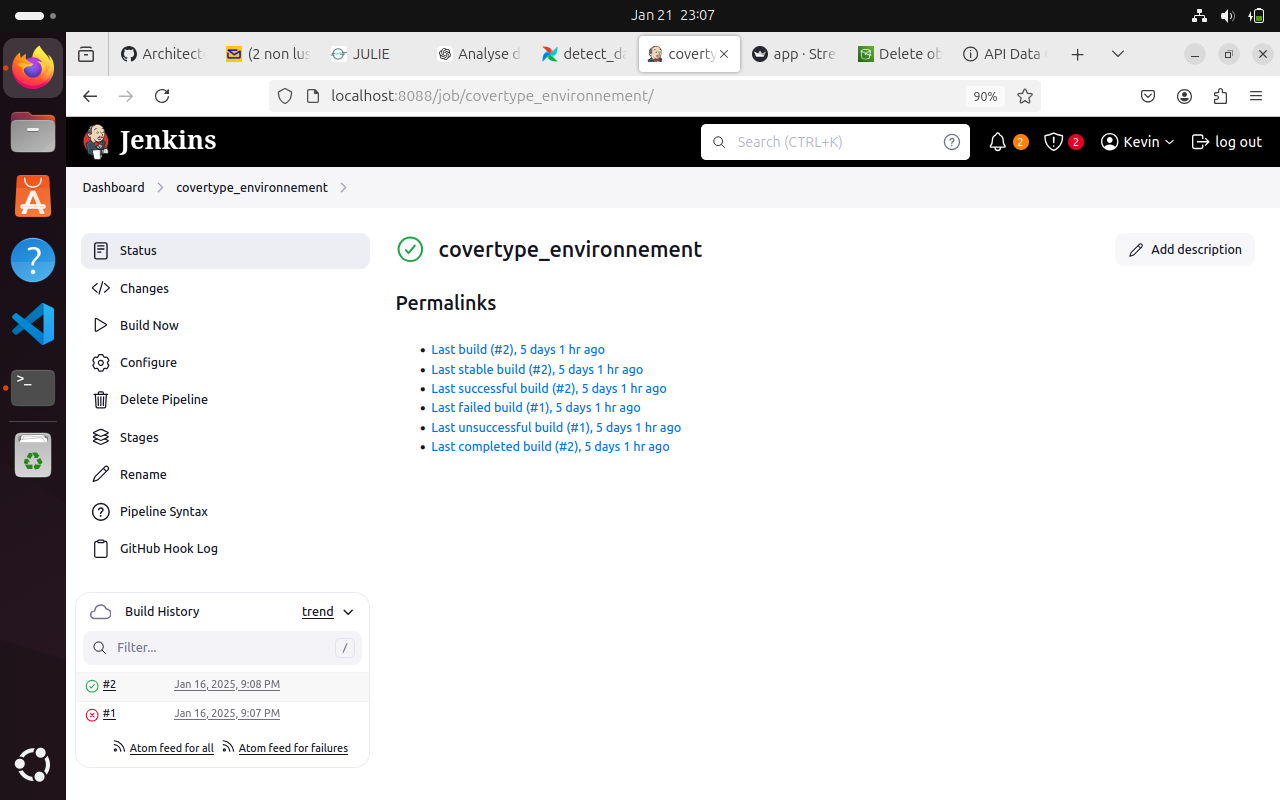 Jan 21 23:07
Architect
(2 non lus
JULIE
Analyse d
detect_da
coverty
app · Stre
Delete ob
API Data
localhost:8088/job/covertype_environnement/
90%
Jenkins
Search (CTRL+K)
2
2
Kevin
log out
Dashboard
covertype_environnement
Status
Changes
Build Now
Configure
Delete Pipeline
Stages
Rename
Pipeline Syntax
GitHub Hook Log
Build History
trend
Filter...
/
#2
Jan 16, 2025, 9:08 PM
#1
Jan 16, 2025, 9:07 PM
Atom feed for all
Atom feed for failures
covertype_environnement
Add description
Permalinks
Last build (#2), 5 days 1 hr ago
Last stable build (#2), 5 days 1 hr ago
Last successful build (#2), 5 days 1 hr ago
Last failed build (#1), 5 days 1 hr ago
Last unsuccessful build (#1), 5 days 1 hr ago
Last completed build (#2), 5 days 1 hr ago